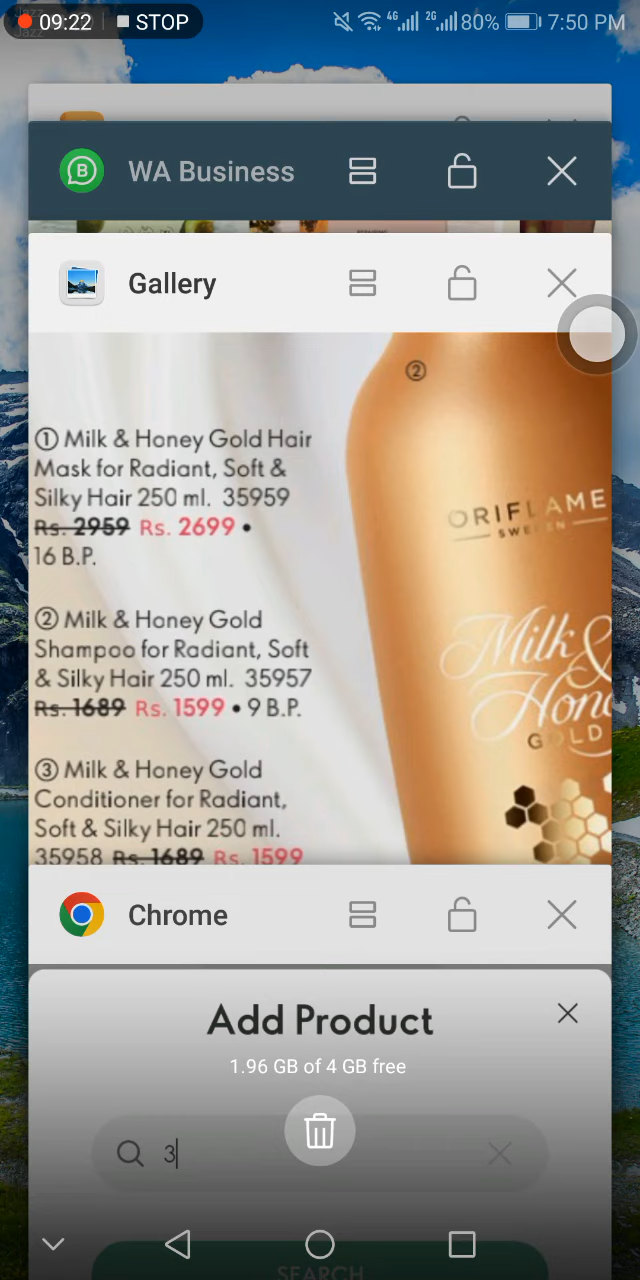 09:22 STOP 4G 2G 80% 7:50 PM
WA Business
Gallery
②
① Milk & Honey Gold Hair
Mask for Radiant, Soft &
Silky Hair 250 ml. 35959
Rs. 2959 Rs. 2699 •
16 B.P.
② Milk & Honey Gold
Shampoo for Radiant, Soft
& Silky Hair 250 ml. 35957
Rs. 1689 Rs. 1599 • 9 B.P.
③ Milk & Honey Gold
Conditioner for Radiant,
Soft & Silky Hair 250 ml.
35958 Rs. 1689 Rs. 1599
ORIFLAME
SWEDEN
Milk &
Hon
GOLD
Chrome
Add Product
1.96 GB of 4 GB free
3
SEARCH